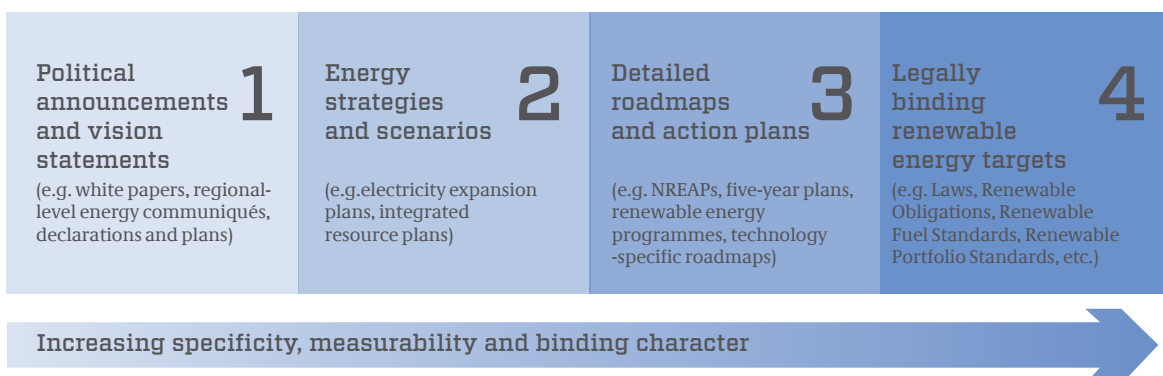 Political
announcements
and vision
statements
1
(e.g. white papers, regional-
level energy communiqués,
declarations and plans)
Energy
strategies
and scenarios
2
(e.g.electricity expansion
plans, integrated
resource plans)
Detailed
roadmaps
and action plans
3
(e.g. NREAPs, five-year plans,
renewable energy
programmes, technology
-specific roadmaps)
Legally
binding
renewable
energy targets
4
(e.g. Laws, Renewable
Obligations, Renewable
Fuel Standards, Renewable
Portfolio Standards, etc.)
Increasing specificity, measurability and binding character